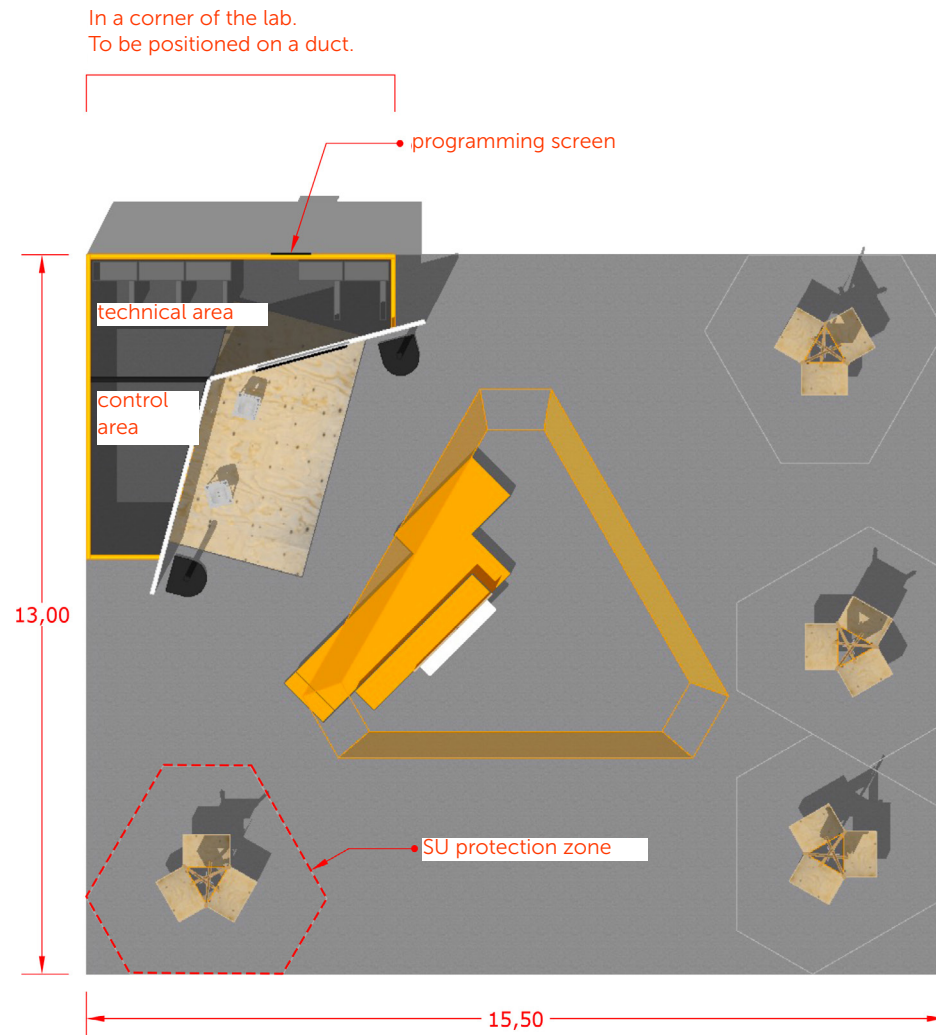 In a corner of the lab.
To be positioned on a duct.
programming screen
technical area
control
area
13,00
SU protection zone
15,50